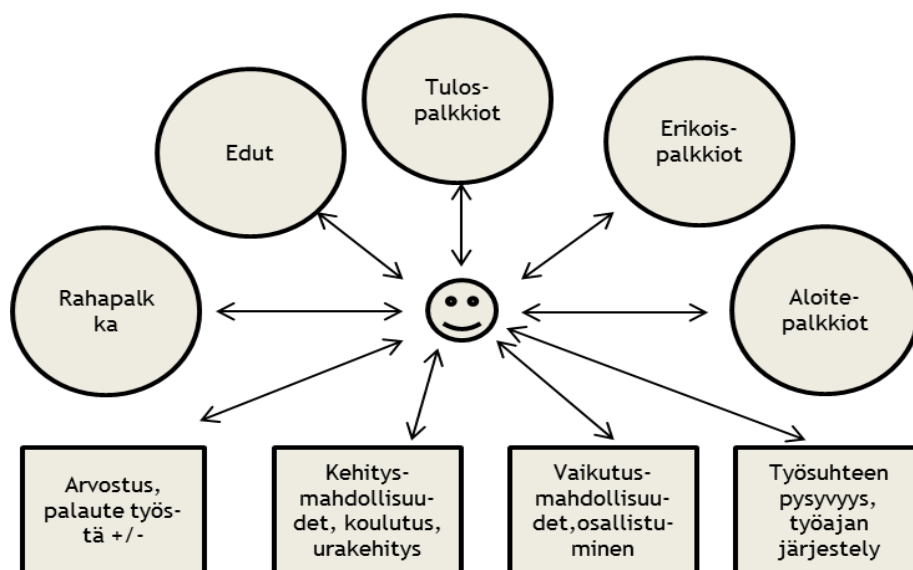 Tulos-
palkkiot
Edut
Erikois-
palkkiot
Rahapalk
ka
Aloite-
palkkiot
Arvostus,
palaute työs-
tä +/-
Kehitys-
mahdollisuu-
det, koulutus,
urakehitys
Vaikutus-
mahdollisuu-
det,osallistu-
minen
Työsuhteen
pysyvyys,
työajan
järjestely